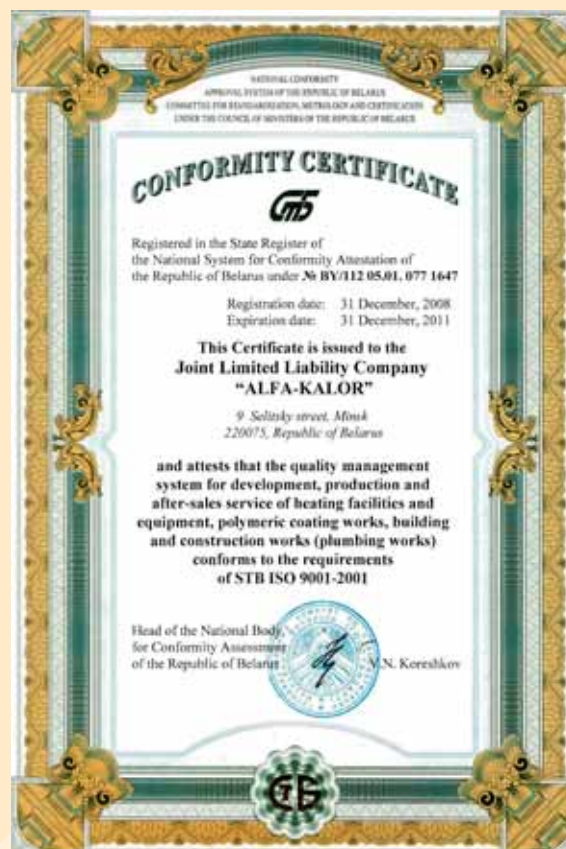 NATIONAL CONFORMITY
APPROVAL SYSTEM OF THE REPUBLIC OF BELARUS
COMMITTEE FOR STANDARDIZATION, METROLOGY AND CERTIFICATION
UNDER THE COUNCIL OF MINISTERS OF THE REPUBLIC OF BELARUS
CONFORMITY CERTIFICATE
Registered in the State Register of
the National System for Conformity Attestation of
the Republic of Belarus under № BY/112 05.01. 077 1647
Registration date: 31 December, 2008
Expiration date: 31 December, 2011
This Certificate is issued to the
Joint Limited Liability Company
“ALFA-KALOR”
9 Selitsky street, Minsk
220075, Republic of Belarus
and attests that the quality management
system for development, production and
after-sales service of heating facilities and
equipment, polymeric coating works, building
and construction works (plumbing works)
conforms to the requirements
of STB ISO 9001-2001
Head of the National Body
for Conformity Assessment
of the Republic of Belarus V.N. Koreshkov
СТБ